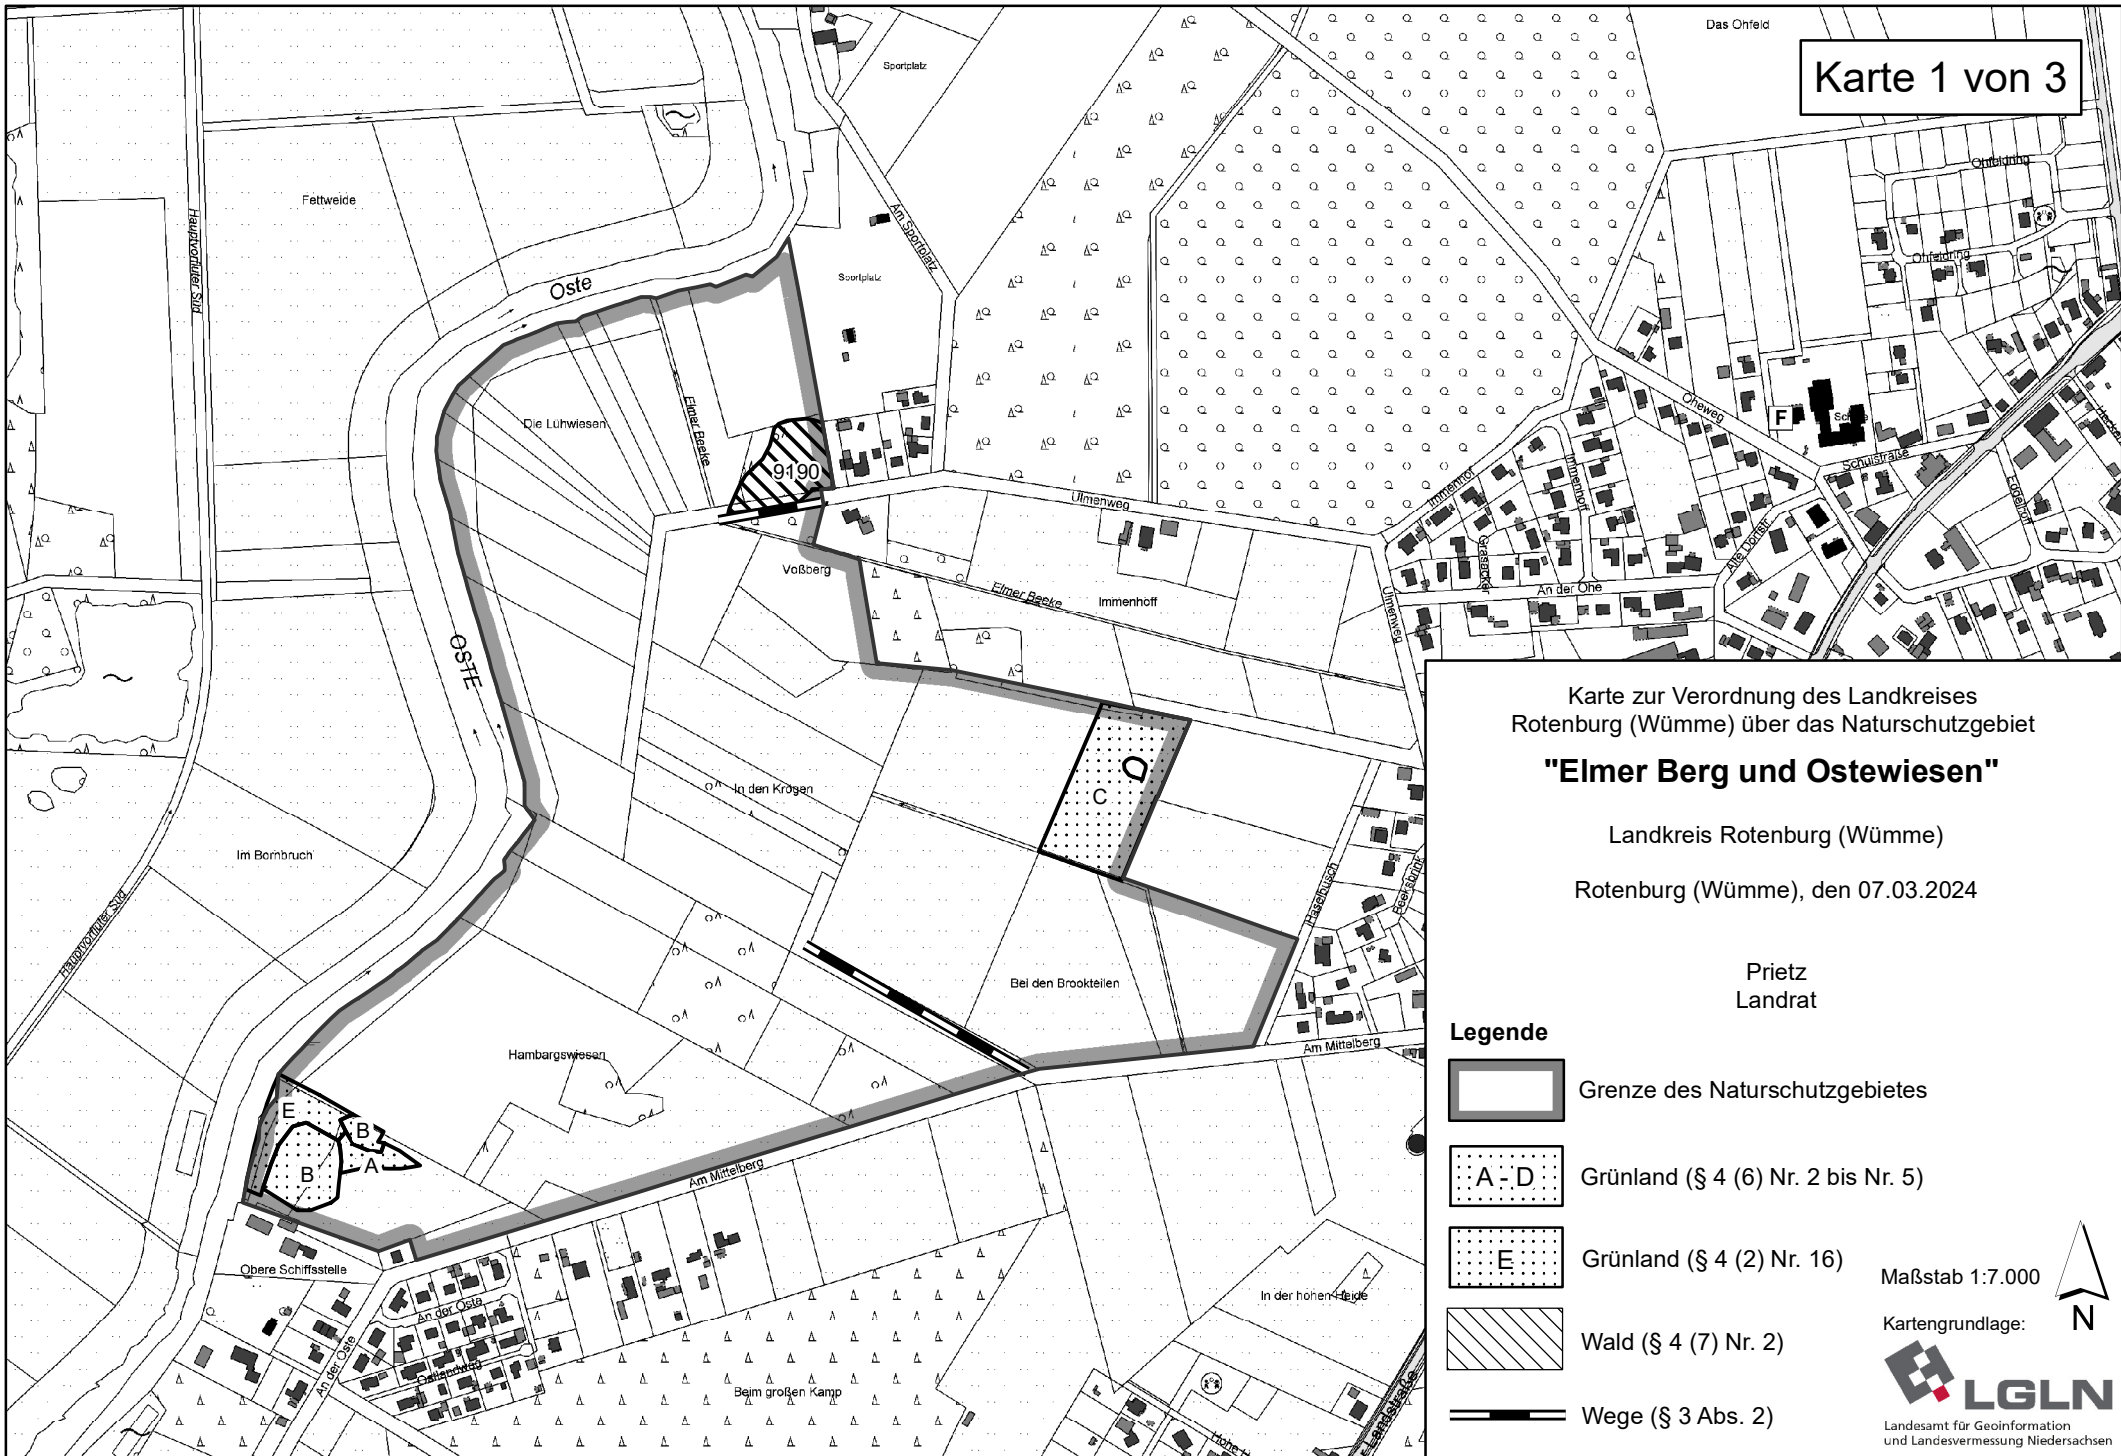 Karte 1 von 3
Das Ohfeld
Sportplatz
Ohfeldring
Fettweide
Hauptvorfluter Süd
Am Sportplatz
Ohfeldring
Sportplatz
Oste
Die Lühwiesen
Elmer Beeke
9190
Oheweg
F
Schule
Schulstraße
Ulmenweg
Immenhof
Immenhof
Alte Dorfstr.
Grasacker
Voßberg
Elmer Beeke
Immenhoff
Ulmenweg
An der Ohe
OSTE
In den Krögen
C
D
Im Bornbruch
Haselbusch
Beeksbrink
Hauptvorfluter Süd
Bei den Brookteilen
Am Mittelberg
Hambargswiesen
E
B
A
B
Am Mittelberg
Obere Schiffsstelle
An der Oste
An der Oste
Ostlandweg
In der hohen Heide
Beim großen Kamp
Landstraße
Karte zur Verordnung des Landkreises
Rotenburg (Wümme) über das Naturschutzgebiet
"Elmer Berg und Ostewiesen"
Landkreis Rotenburg (Wümme)
Rotenburg (Wümme), den 07.03.2024
Prietz
Landrat
Legende
Grenze des Naturschutzgebietes
A - D Grünland (§ 4 (6) Nr. 2 bis Nr. 5)
E Grünland (§ 4 (2) Nr. 16)
Wald (§ 4 (7) Nr. 2)
Wege (§ 3 Abs. 2)
Maßstab 1:7.000
N
Kartengrundlage:
LGLN
Landesamt für Geoinformation
und Landesvermessung Niedersachsen